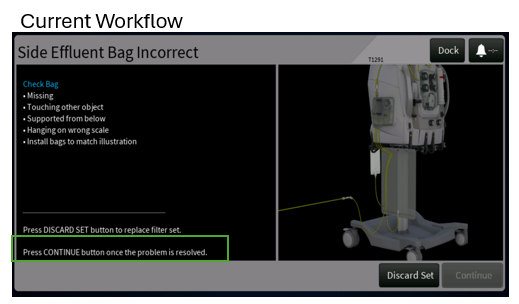 Current Workflow
Side Effluent Bag Incorrect
Dock
-:--
T1291
Check Bag
• Missing
• Touching other object
• Supported from below
• Hanging on wrong scale
• Install bags to match illustration
Press DISCARD SET button to replace filter set.
Press CONTINUE button once the problem is resolved.
Discard Set
Continue